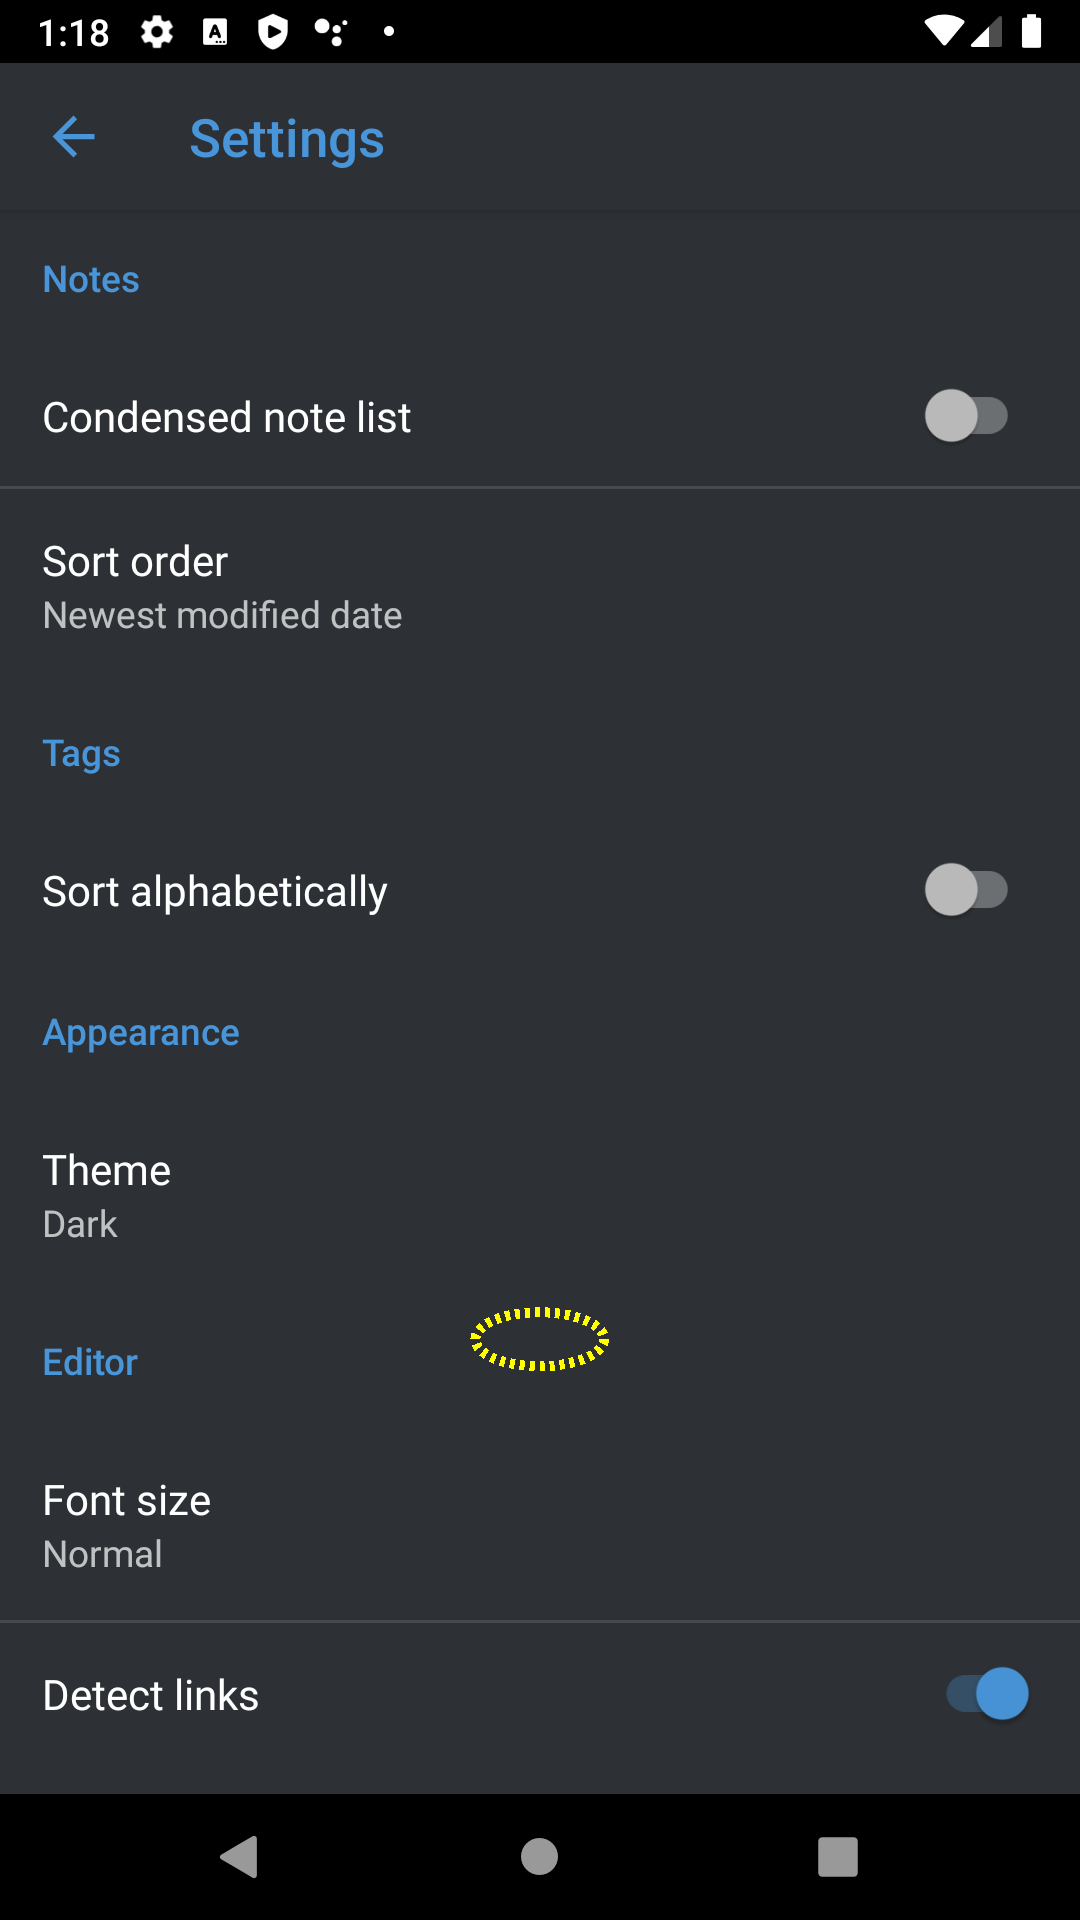 1:18
Settings
Notes
Condensed note list
Sort order
Newest modified date
Tags
Sort alphabetically
Appearance
Theme
Dark
Editor
Font size
Normal
Detect links